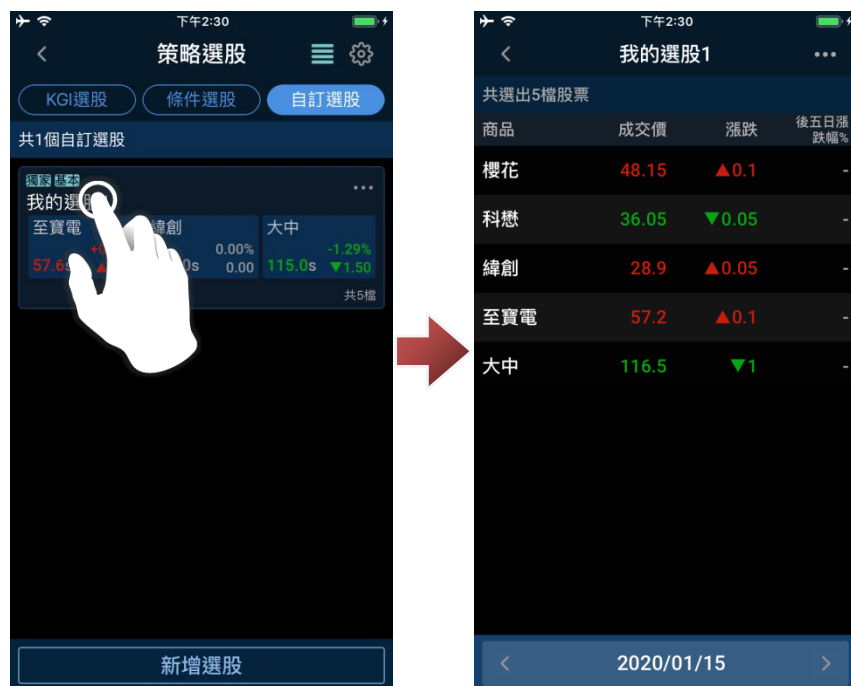 下午2:30
策略選股
KGI選股 條件選股 自訂選股
共1個自訂選股
獨家 基本
我的選
至寶電 緯創 大中
0.00% -1.29%
57.6 s 0.00 115.0s ▼1.50
共5檔
新增選股
下午2:30
我的選股1
共選出5檔股票
商品 成交價 漲跌 後五日漲
跌幅%
櫻花 48.15 ▲0.1 -
科懋 36.05 ▼0.05 -
緯創 28.9 ▲0.05 -
至寶電 57.2 ▲0.1 -
大中 116.5 ▼1 -
2020/01/15